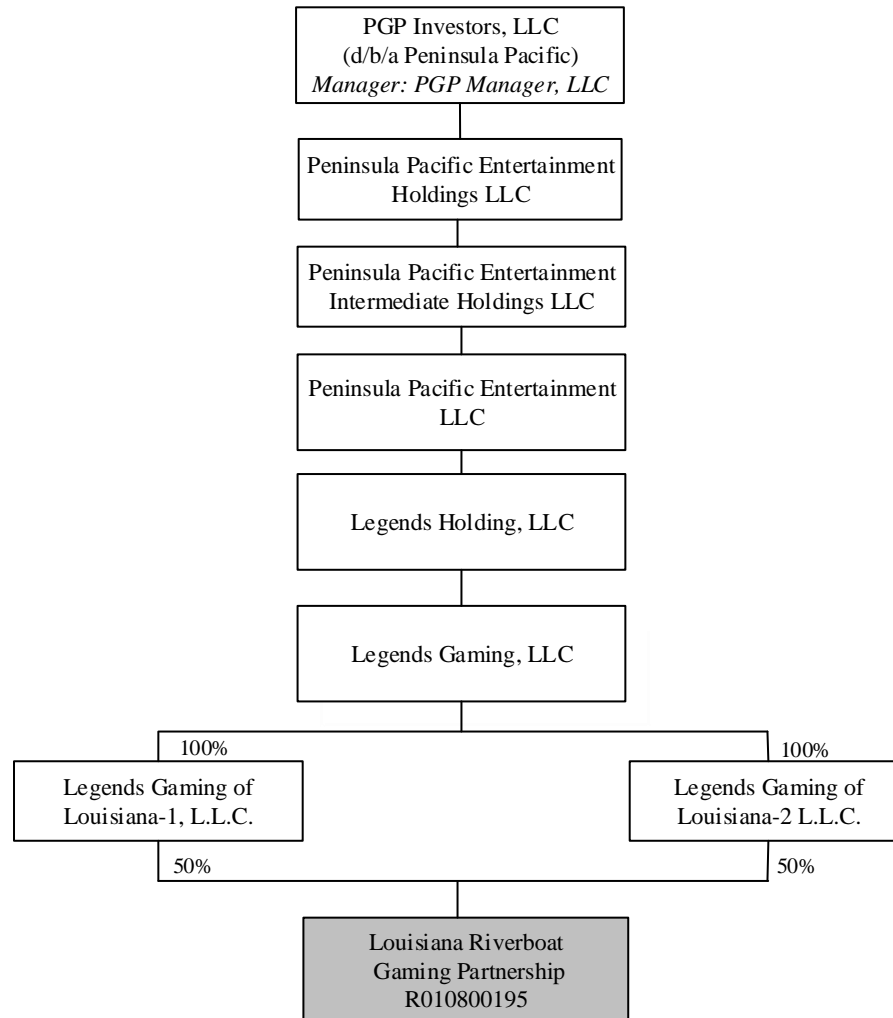 PGP Investors, LLC
(d/b/a Peninsula Pacific)
Manager: PGP Manager, LLC
Peninsula Pacific Entertainment
Holdings LLC
Peninsula Pacific Entertainment
Intermediate Holdings LLC
Peninsula Pacific Entertainment
LLC
Legends Holding, LLC
Legends Gaming, LLC
100%
100%
Legends Gaming of
Louisiana-1, L.L.C.
Legends Gaming of
Louisiana-2 L.L.C.
50%
50%
Louisiana Riverboat
Gaming Partnership
R010800195